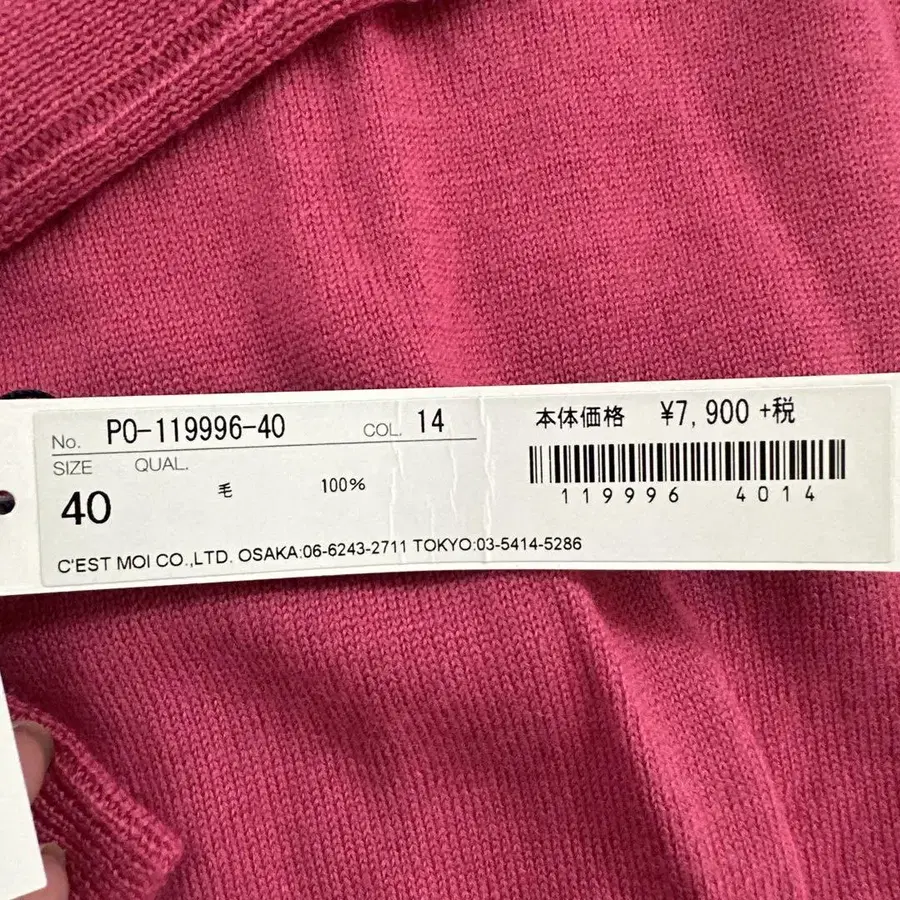 No. PO-119996-40 COL. 14
SIZE QUAL.
40 毛 100%
C'EST MOI CO.,LTD. OSAKA:06-6243-2711 TOKYO:03-5414-5286
本体価格 ¥7,900 +税
119996 4014